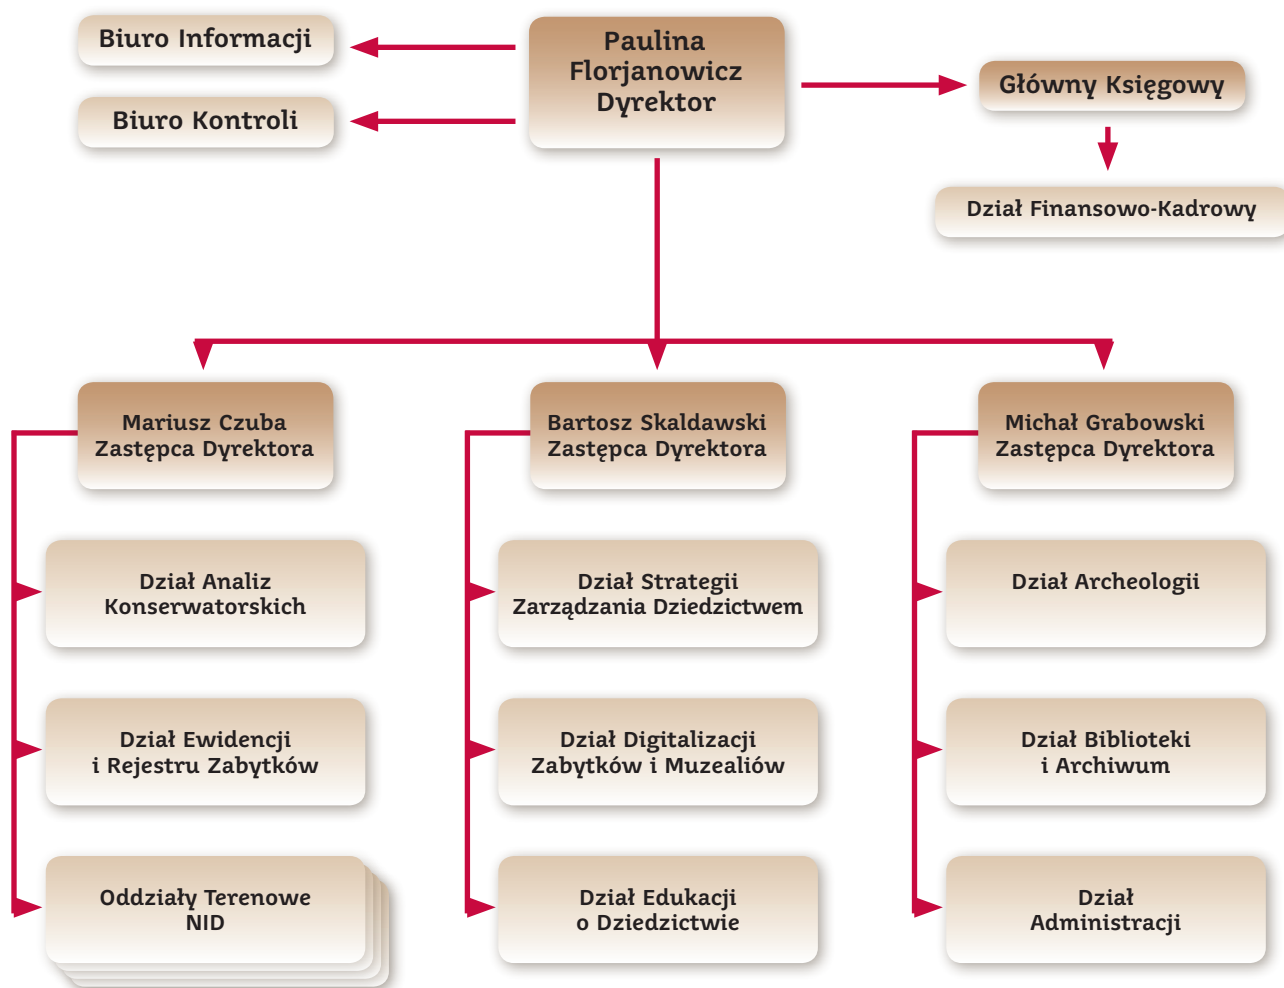 Biuro Informacji
Biuro Kontroli
Paulina
Florjanowicz
Dyrektor
Główny Księgowy
Dział Finansowo-Kadrowy
Mariusz Czuba
Zastępca Dyrektora
Bartosz Skaldawski
Zastępca Dyrektora
Michał Grabowski
Zastępca Dyrektora
Dział Analiz
Konserwatorskich
Dział Strategii
Zarządzania Dziedzictwem
Dział Archeologii
Dział Ewidencji
i Rejestru Zabytków
Dział Digitalizacji
Zabytków i Muzealiów
Dział Biblioteki
i Archiwum
Oddziały Terenowe
NID
Dział Edukacji
o Dziedzictwie
Dział
Administracji